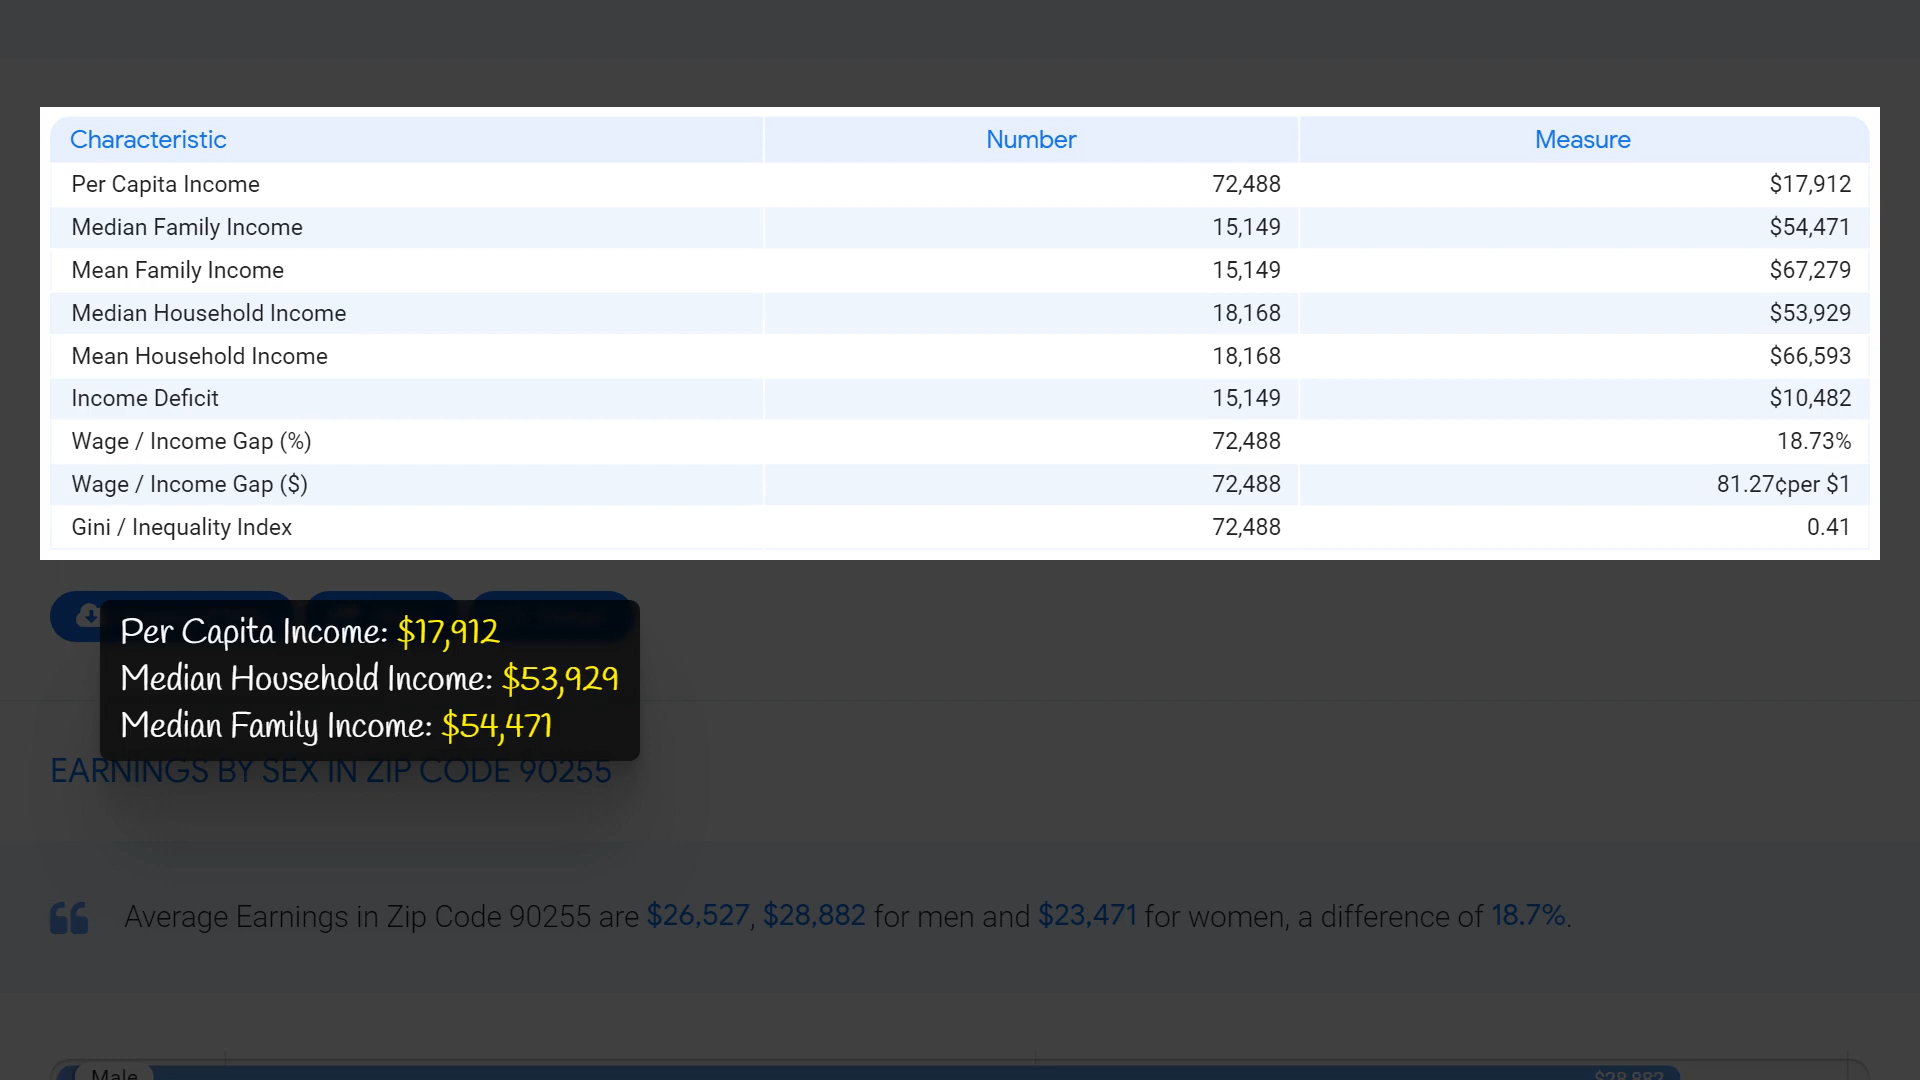 Characteristic Number Measure
Per Capita Income 72,488 $17,912
Median Family Income 15,149 $54,471
Mean Family Income 15,149 $67,279
Median Household Income 18,168 $53,929
Mean Household Income 18,168 $66,593
Income Deficit 15,149 $10,482
Wage / Income Gap (%) 72,488 18.73%
Wage / Income Gap ($) 72,488 81.27¢per $1
Gini / Inequality Index 72,488 0.41
Per Capita Income: $17,912
Median Household Income: $53,929
Median Family Income: $54,471
EARNINGS BY SEX IN ZIP CODE 90255
Average Earnings in Zip Code 90255 are $26,527, $28,882 for men and $23,471 for women, a difference of 18.7%.
Male $28,882